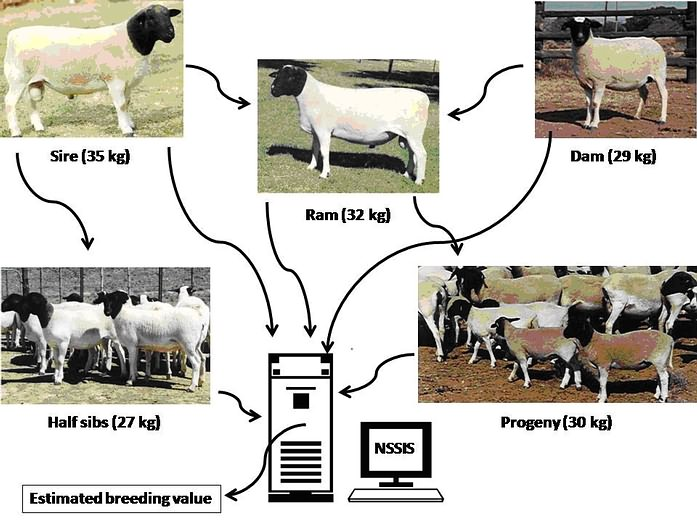 Sire (35 kg)
Dam (29 kg)
Ram (32 kg)
Half sibs (27 kg)
Progeny (30 kg)
NSSIS
Estimated breeding value